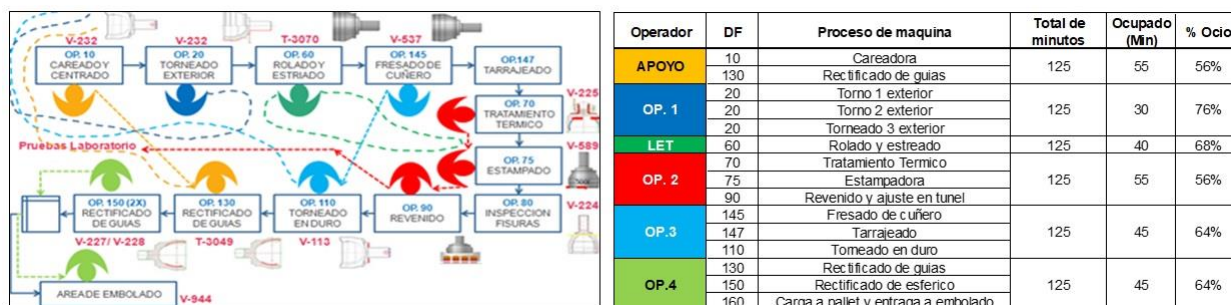 V-232
V-232
T-3070
V-537
OP. 10
CAREADO Y
CENTRADO
OP. 20
TORNEADO
EXTERIOR
OP. 60
ROLADO Y
ESTRIADO
OP. 145
FRESADO DE
CUÑERO
OP.147
TARRAJEADO
V-225
OP. 70
TRATAMIENTO
TERMICO
V-589
OP. 75
ESTAMPADO
V-224
OP. 80
INSPECCION
FISURAS
Pruebas Laboratorio
OP. 150 (2X)
RECTIFICADO
DE GUIAS
OP. 130
RECTIFICADO
DE GUIAS
OP. 110
TORNEADO
EN DURO
OP. 90
REVENIDO
V-227/ V-228
T-3049
V-113
AREA DE EMBOLADO
V-944
Operador DF Proceso de maquina Total de minutos Ocupado (Min) % Ocio
APOYO 10 Careadora 125 55 56%
130 Rectificado de guias
OP. 1 20 Torno 1 exterior 125 30 76%
20 Torno 2 exterior
20 Torneado 3 exterior
LET 60 Rolado y estreado 125 40 68%
OP. 2 70 Tratamiento Termico 125 55 56%
75 Estampadora
90 Revenido y ajuste en tunel
OP.3 145 Fresado de cuñero 125 45 64%
147 Tarrajeado
110 Torneado en duro
OP.4 130 Rectificado de guias 125 45 64%
150 Rectificado de esferico
160 Carga a pallet y entraga a embolado